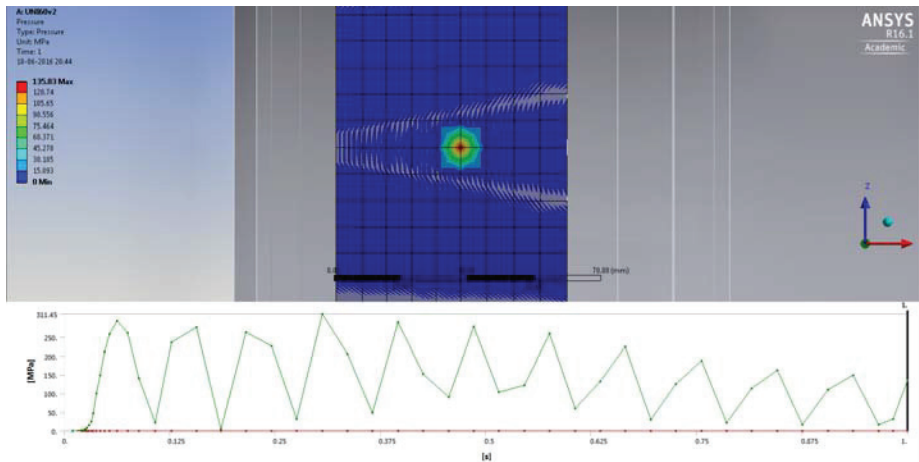 A: UNI60v2
Pressure
Type: Pressure
Unit: MPa
Time: 1
10-06-2016 20:44
135.83 Max
120.74
105.65
90.556
75.464
60.371
45.278
30.185
15.093
0 Min
ANSYS
R16.1
Academic
Z
70.00 (mm)
1.
311.45
250.
200.
150.
100.
50.
0.
[MPa]
0.
0.125
0.25
0.375
0.5
0.625
0.75
0.875
1.
[s]